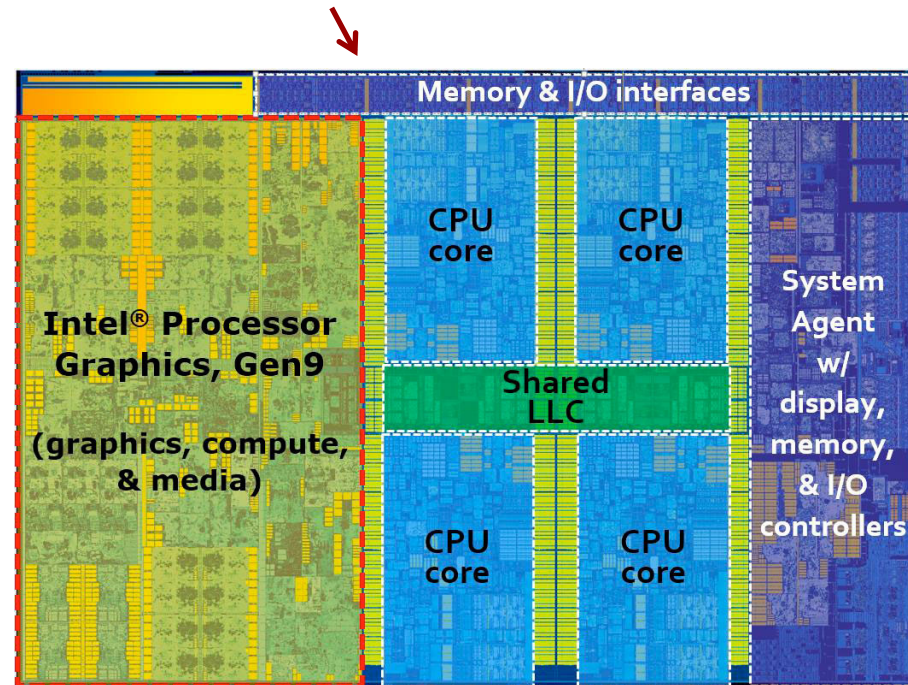 Memory & I/O interfaces
CPU
core
CPU
core
Intel® Processor
Graphics, Gen9
(graphics, compute,
& media)
Shared
LLC
CPU
core
CPU
core
System
Agent
w/
display,
memory,
& I/O
controllers